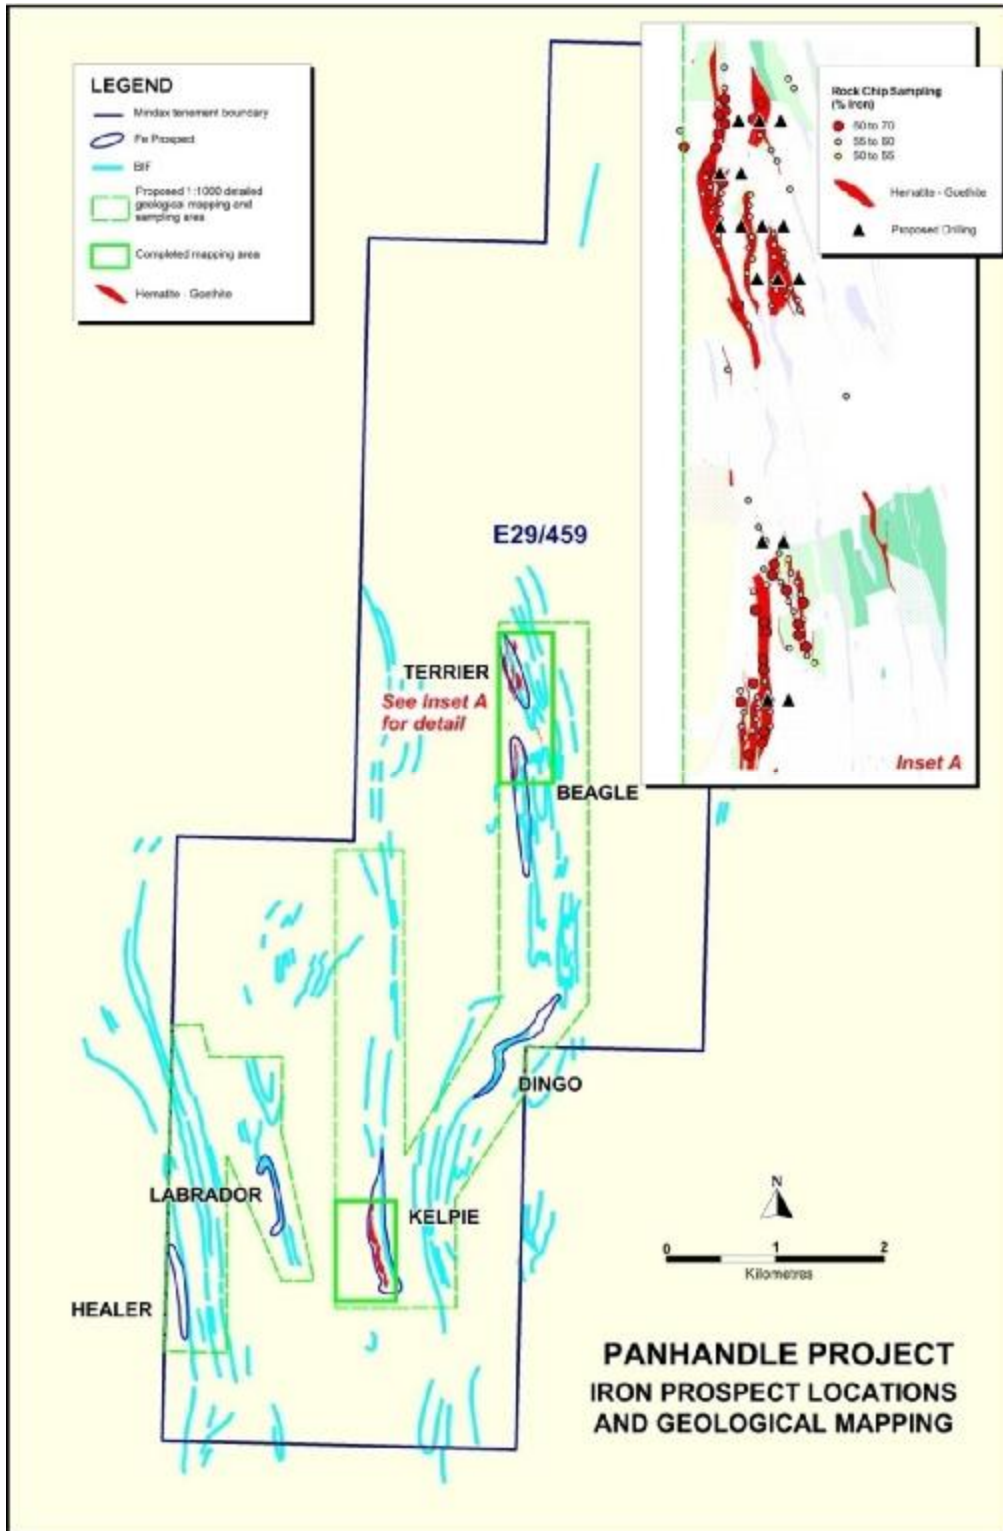 LEGEND
Mindax tenement boundary
Fe Prospect
BIF
Proposed 1:1000 detailed
geological mapping and
sampling area
Completed mapping area
Hematite - Goethite
Rock Chip Sampling
(% Iron)
60 to 70
55 to 60
50 to 55
Hematite - Goethite
Proposed Drilling
Inset A
E29/459
TERRIER
See Inset A
for detail
BEAGLE
DINGO
LABRADOR
KELPIE
HEALER
N
0 1 2
Kilometres
PANHANDLE PROJECT
IRON PROSPECT LOCATIONS
AND GEOLOGICAL MAPPING